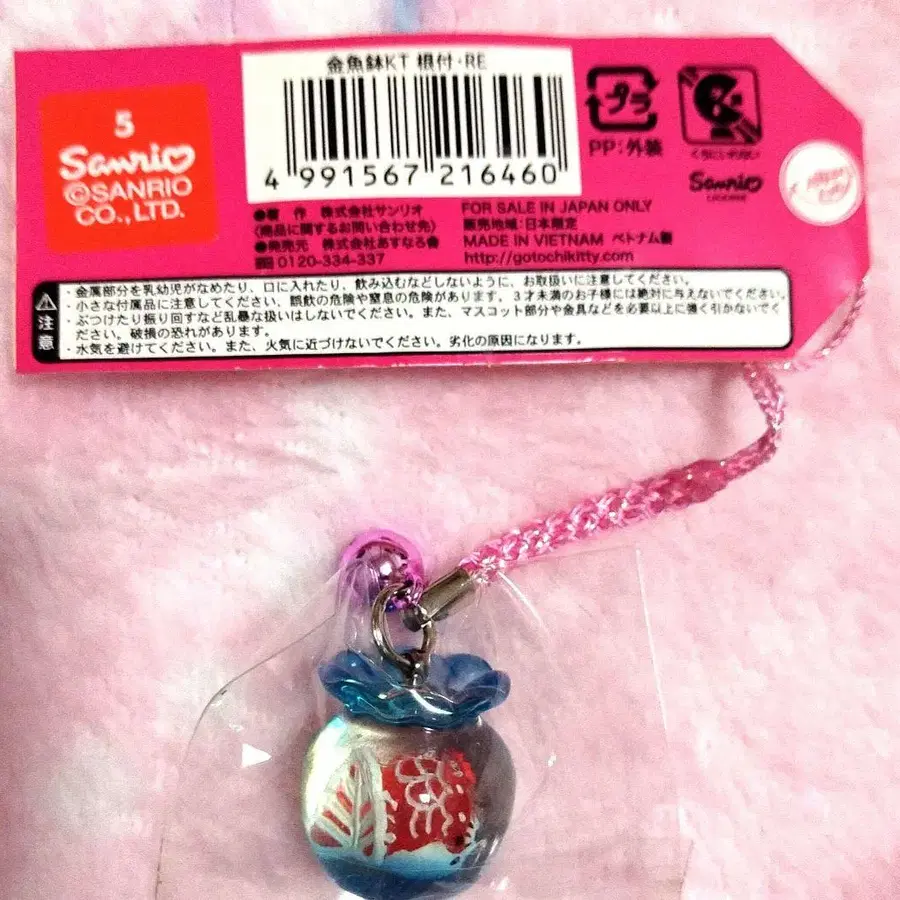 5
Sanrio
©SANRIO
CO., LTD.
金魚鉢KT 根付・RE
4 991567 216460
プラ
PP:外装
Sanrio
LICENSE
●著 作 株式会社サンリオ
〈商品に関するお問い合わせ先〉
●発売元 株式会社あすなろ舎
0120-334-337
FOR SALE IN JAPAN ONLY
販売地域:日本限定
MADE IN VIETNAM ベトナム製
http://gotochikitty.com
注意
・金属部分を乳幼児がなめたり、口に入れたり、飲み込むなどしないように、お取扱いに注意してください。
・小さな付属品に注意してください。誤飲の危険や窒息の危険があります。3才未満のお子様には絶対に与えないでください。
・ぶつけたり振り回すなど乱暴な扱いはしないでください。また、マスコット部分や金具などを必要以上に強く引かないでく
ださい。破損の恐れがあります。
・水気を避けてください。また、火気に近づけないでください。劣化の原因になります。